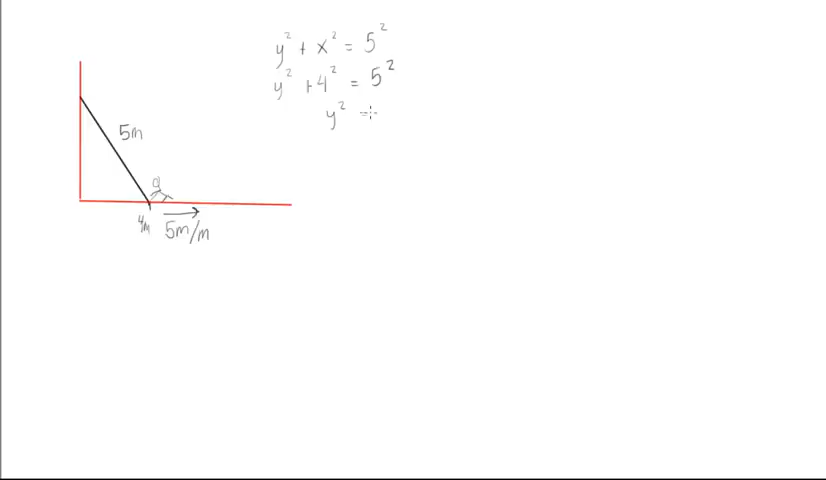 y² + x² = 5²
y² + 4² = 5²
y² =
5m
4m
5m/m